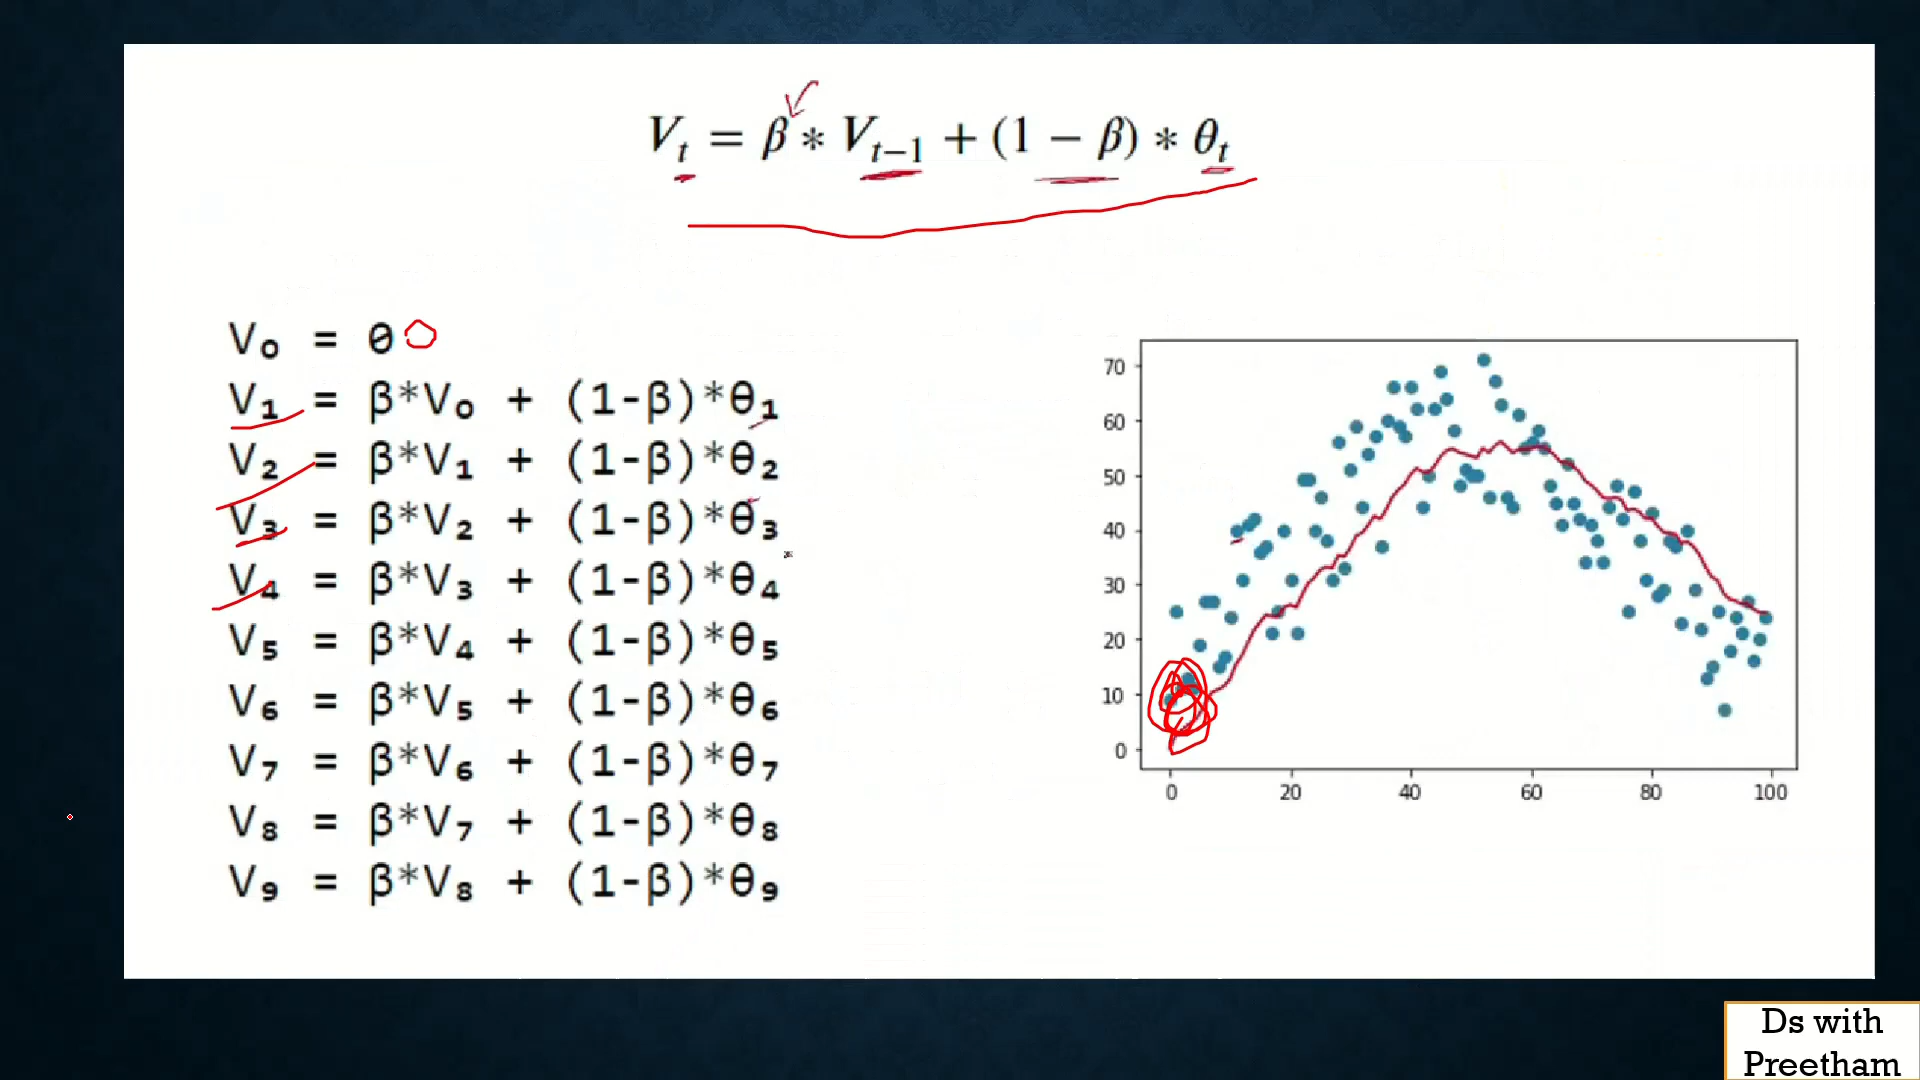 Vₜ = β * Vₜ₋₁ + (1 − β) * θₜ
V₀ = 0
V₁ = β*V₀ + (1-β)*θ₁
V₂ = β*V₁ + (1-β)*θ₂
V₃ = β*V₂ + (1-β)*θ₃
V₄ = β*V₃ + (1-β)*θ₄
V₅ = β*V₄ + (1-β)*θ₅
V₆ = β*V₅ + (1-β)*θ₆
V₇ = β*V₆ + (1-β)*θ₇
V₈ = β*V₇ + (1-β)*θ₈
V₉ = β*V₈ + (1-β)*θ₉
70
60
50
40
30
20
10
0
0 20 40 60 80 100
Ds with
Preetham